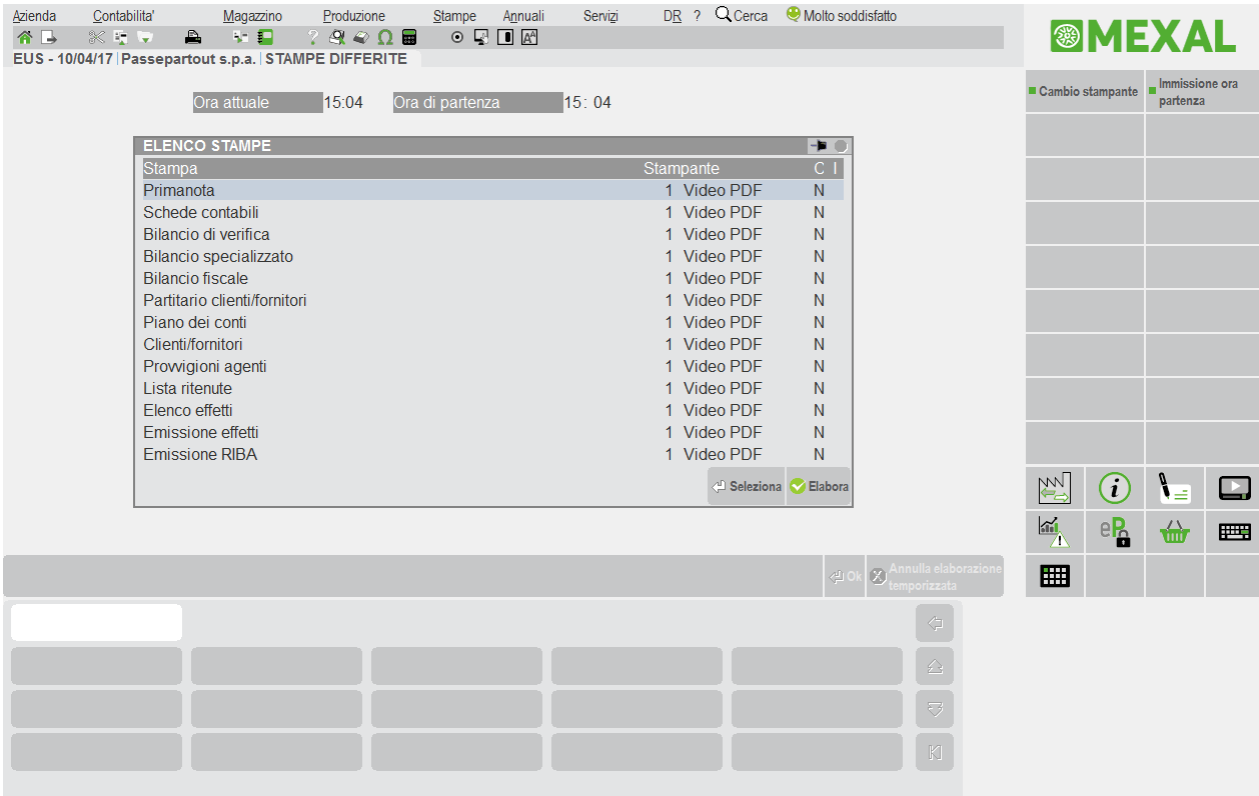 Azienda Contabilita' Magazzino Produzione Stampe Annuali Servizi DR ? Cerca Molto soddisfatto
EUS - 10/04/17 | Passepartout s.p.a. | STAMPE DIFFERITE
MEXAL
Cambio stampante
Immissione ora
partenza
Ora attuale 15:04 Ora di partenza 15: 04
ELENCO STAMPE
Stampa Stampante C I
Primanota 1 Video PDF N
Schede contabili 1 Video PDF N
Bilancio di verifica 1 Video PDF N
Bilancio specializzato 1 Video PDF N
Bilancio fiscale 1 Video PDF N
Partitario clienti/fornitori 1 Video PDF N
Piano dei conti 1 Video PDF N
Clienti/fornitori 1 Video PDF N
Provvigioni agenti 1 Video PDF N
Lista ritenute 1 Video PDF N
Elenco effetti 1 Video PDF N
Emissione effetti 1 Video PDF N
Emissione RIBA 1 Video PDF N
Seleziona Elabora
Ok
Annulla elaborazione
temporizzata